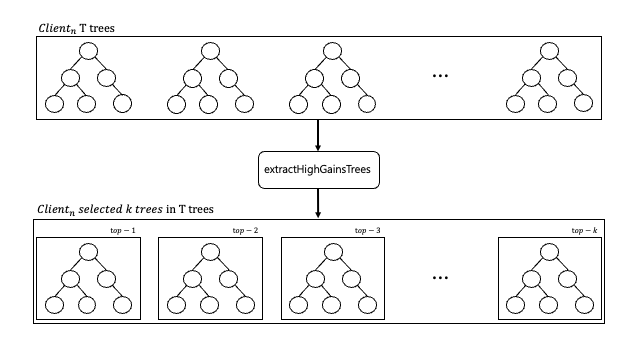 Client_n T trees
...
extractHighGainsTrees
Client_n selected k trees in T trees
top − 1 top − 2 top − 3 top − k
...